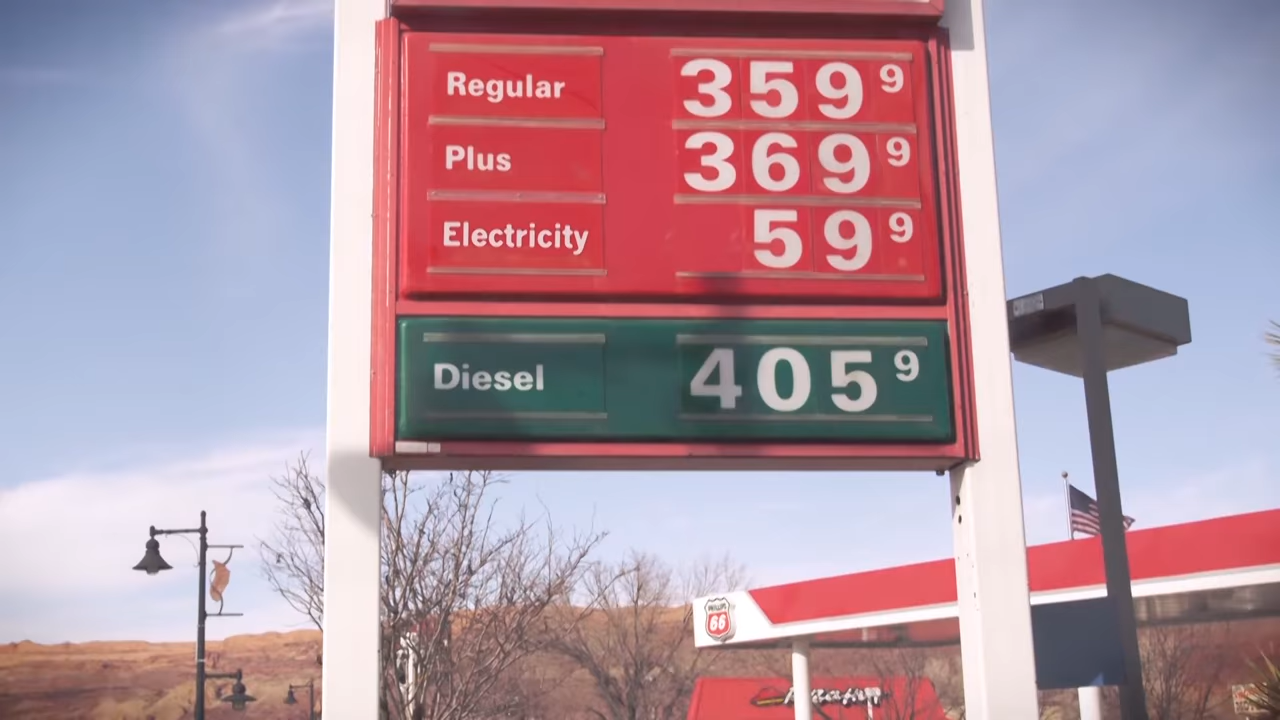 Regular 359 9
Plus 369 9
Electricity 59 9
Diesel 405 9
PHILLIPS
66